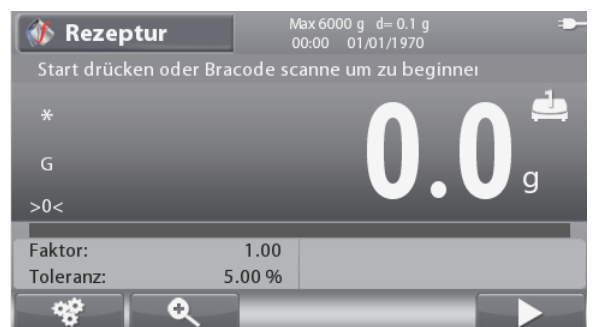 Rezeptur
Max 6000 g d= 0.1 g
00:00 01/01/1970
Start drücken oder Bracode scanne um zu beginner
*
1
0.0 g
G
>0<
Faktor: 1.00
Toleranz: 5.00 %